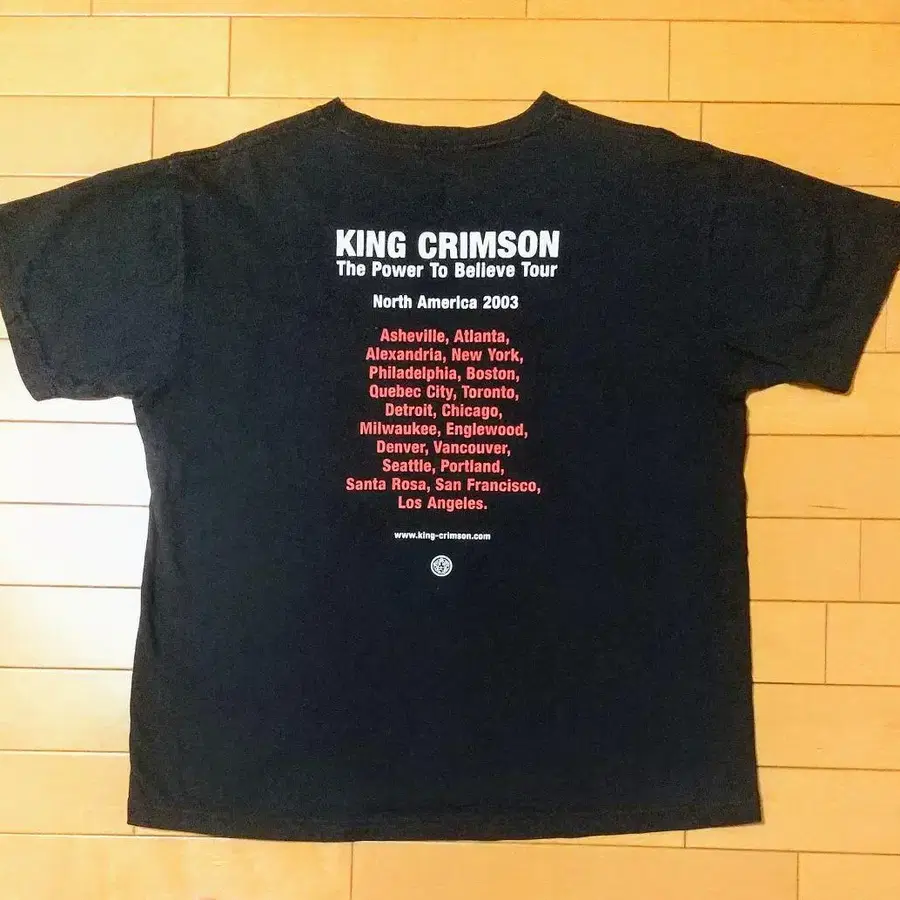 KING CRIMSON
The Power To Believe Tour
North America 2003
Asheville, Atlanta,
Alexandria, New York,
Philadelphia, Boston,
Quebec City, Toronto,
Detroit, Chicago,
Milwaukee, Englewood,
Denver, Vancouver,
Seattle, Portland,
Santa Rosa, San Francisco,
Los Angeles.
www.king-crimson.com